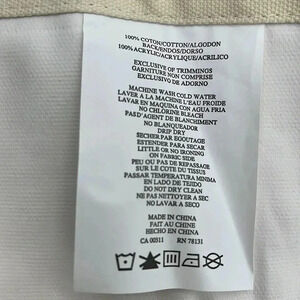 100% COTTON/COTTON/ALGODON
BACK/ENDOS/DORSO
100% ACRYLIC/ACRYLIQUE/ACRILICO
EXCLUSIVE OF TRIMMINGS
GARNITURE NON COMPRISE
EXCLUSIVO DE ADORNO
MACHINE WASH COLD WATER
LAVER A LA MACHINE L'EAU FROIDE
LAVAR EN MAQUINA CON AGUA FRIA
NO CHLORINE BLEACH
PAS D'AGENT DE BLANCHIMENT
NO BLANQUEADOR
DRIP DRY
SECHER PAR EGOUTAGE
ESTENDER PARA SECAR
LITTLE OR NO IRONING
ON FABRIC SIDE
PEU OU PAS DE REPASSAGE
SUR LE COTE DU TISSUS
PASSAR TEMPERATURA MINIMA
EN LADO DE TEJIDO
DO NOT DRY CLEAN
NE PAS NETTOYER A SEC
NO LAVAR A SECO
MADE IN CHINA
FAIT AU CHINE
HECHO EN CHINA
CA 00311 RN 78131